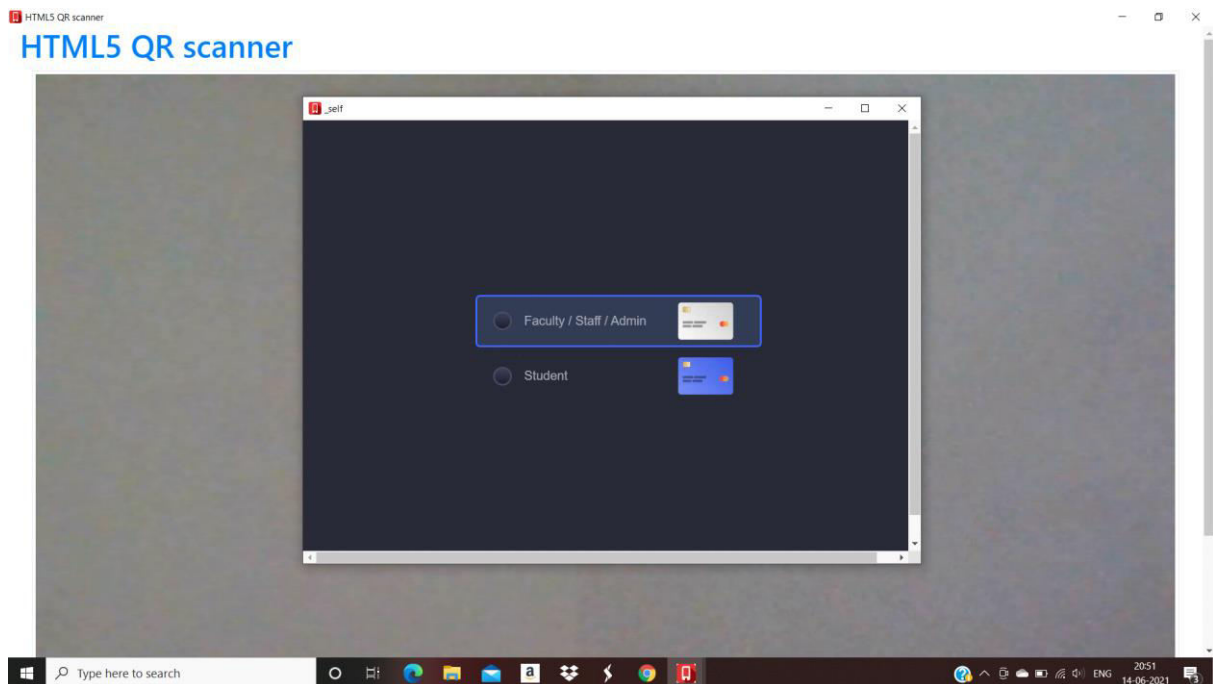 HTML5 QR scanner
HTML5 QR scanner
_self
Faculty / Staff / Admin
Student
Type here to search
a
ENG
20:51
14-06-2021
3